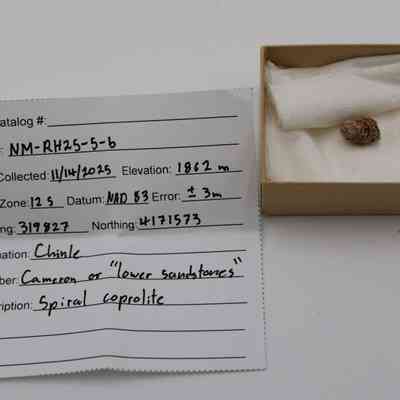 atalog #:
: NM-RH25-5-6
Collected: 11/14/2025 Elevation: 1862 m
Zone: 12 S Datum: NAD 83 Error: ± 3m
ng: 319827 Northing: 4171573
ation: Chinle
ber: Cameron or "lower sandstones"
ription: Spiral coprolite